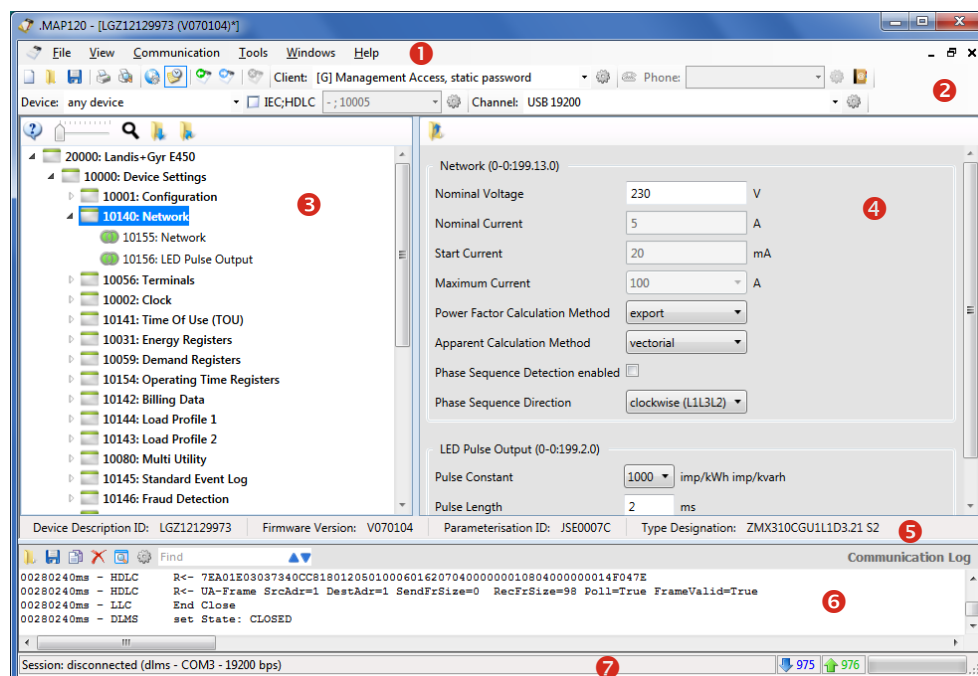 .MAP120 - [LGZ12129973 (V070104)*]
File View Communication Tools Windows Help 1
Client: [G] Management Access, static password Phone:
2
Device: any device IEC;HDLC - ; 10005 Channel: USB 19200
20000: Landis+Gyr E450
10000: Device Settings
10001: Configuration
3
10140: Network
10155: Network
10156: LED Pulse Output
10056: Terminals
10002: Clock
10141: Time Of Use (TOU)
10031: Energy Registers
10059: Demand Registers
10154: Operating Time Registers
10142: Billing Data
10144: Load Profile 1
10143: Load Profile 2
10080: Multi Utility
10145: Standard Event Log
10146: Fraud Detection
Network (0-0:199.13.0)
Nominal Voltage 230 V
4
Nominal Current 5 A
Start Current 20 mA
Maximum Current 100 A
Power Factor Calculation Method export
Apparent Calculation Method vectorial
Phase Sequence Detection enabled
Phase Sequence Direction clockwise (L1L3L2)
LED Pulse Output (0-0:199.2.0)
Pulse Constant 1000 imp/kWh imp/kvarh
Pulse Length 2 ms
Device Description ID: LGZ12129973 Firmware Version: V070104 Parameterisation ID: JSE0007C Type Designation: ZMX310CGU1L1D3.21 S2 5
Find Communication Log
00280240ms - HDLC R<- 7EA01E03037340CC81801205010006016207040000000108040000000014F047E
00280240ms - HDLC R<- UA-Frame SrcAdr=1 DestAdr=1 SendFrSize=0 RecFrSize=98 Poll=True FrameValid=True
00280240ms - LLC End Close
00280240ms - DLMS set State: CLOSED
6
Session: disconnected (dlms - COM3 - 19200 bps) 7 975 976